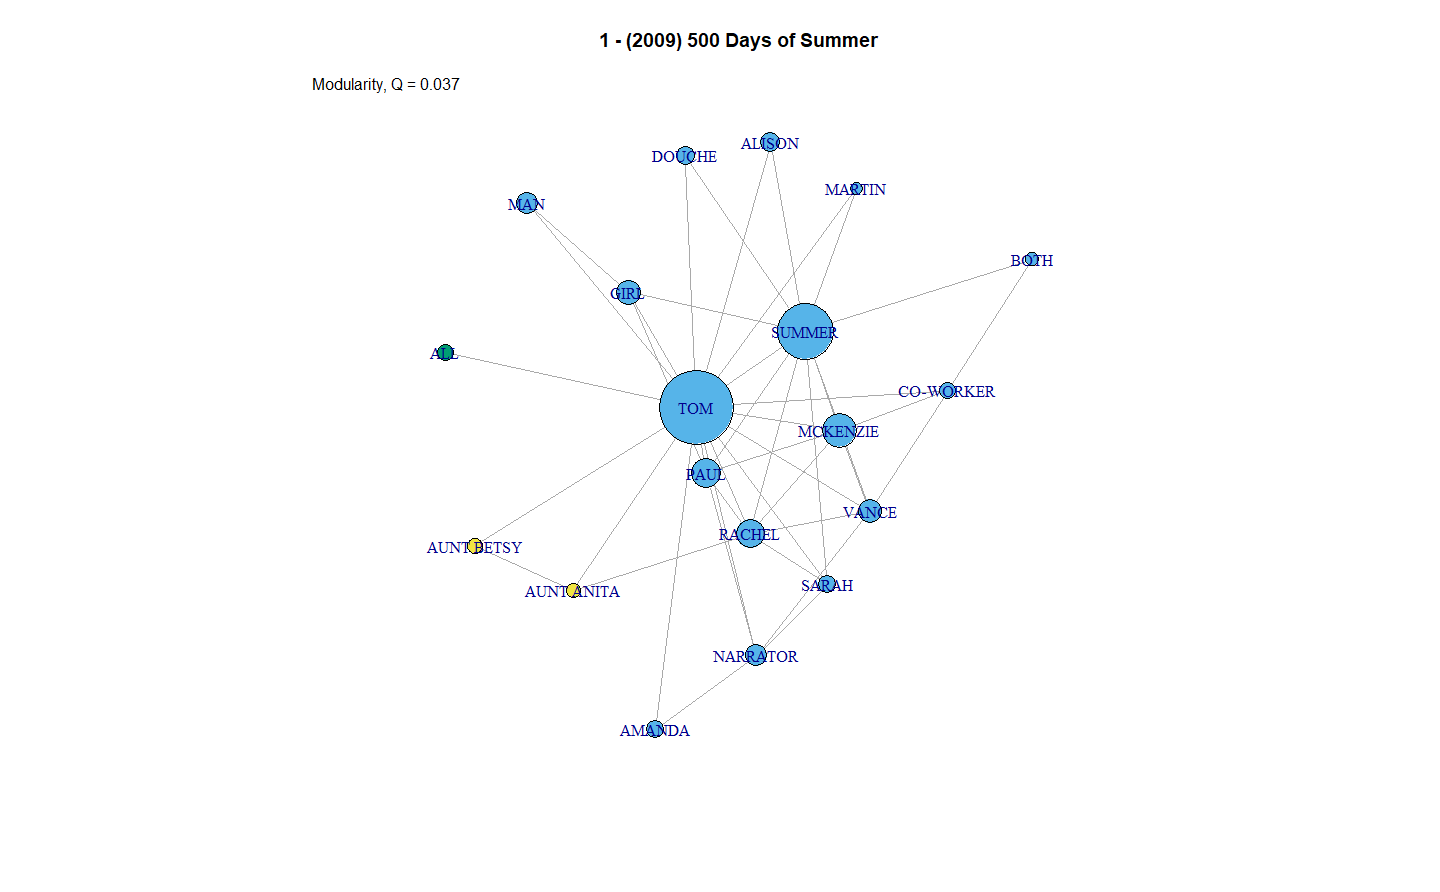 1 - (2009) 500 Days of Summer
Modularity, Q = 0.037
ALISON
DOUCHE
MARTIN
MAN
BOTH
GIRL
SUMMER
ALL
CO-WORKER
TOM
MCKENZIE
PAUL
VANCE
RACHEL
AUNT BETSY
SARAH
AUNT ANITA
NARRATOR
AMANDA